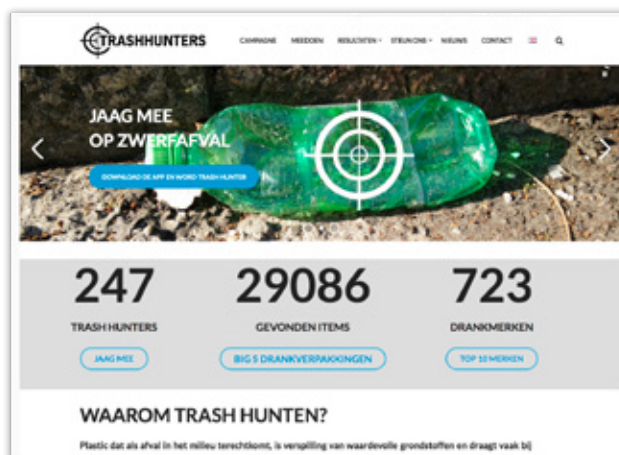 TRASHHUNTERS
CAMPAGNE MEEDOEN RESULTATEN STEUN ONS NIEUWS CONTACT
JAAG MEE
OP ZWERFAFVAL
DOWNLOAD DE APP EN WORD TRASH HUNTER
247 29086 723
TRASH HUNTERS GEVONDEN ITEMS DRANKMERKEN
JAAG MEE BIG 5 DRANKVERPAKKINGEN TOP 10 MERKEN
WAAROM TRASH HUNTEN?
Plastic dat als afval in het milieu terechtkomt, is verspilling van waardevolle grondstoffen en draagt vaak bij